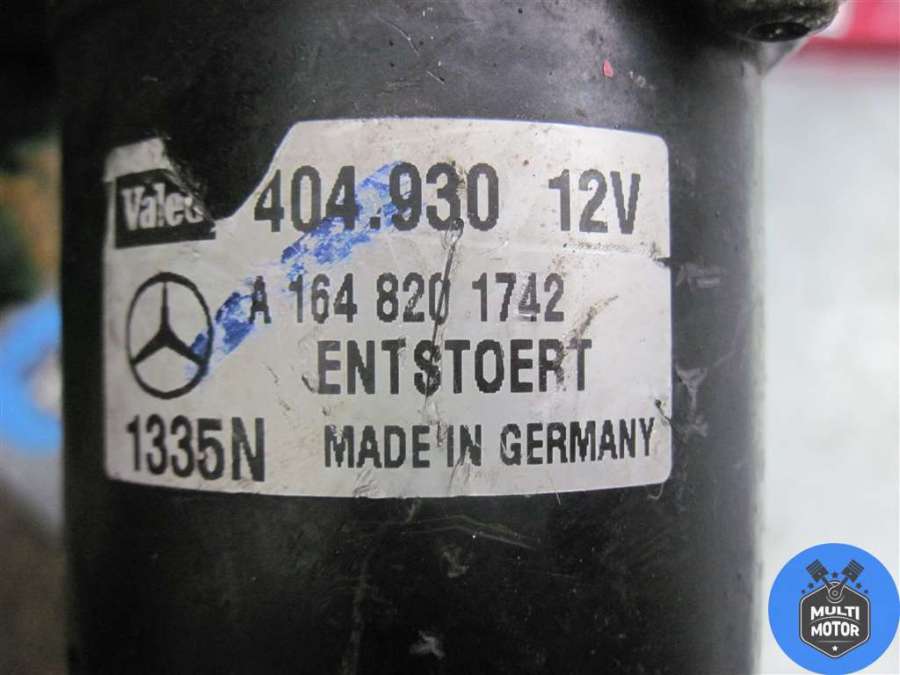 Valeo 404.930 12V
A 164 820 1742
ENTSTOERT
1335N MADE IN GERMANY
MULTI
MOTOR